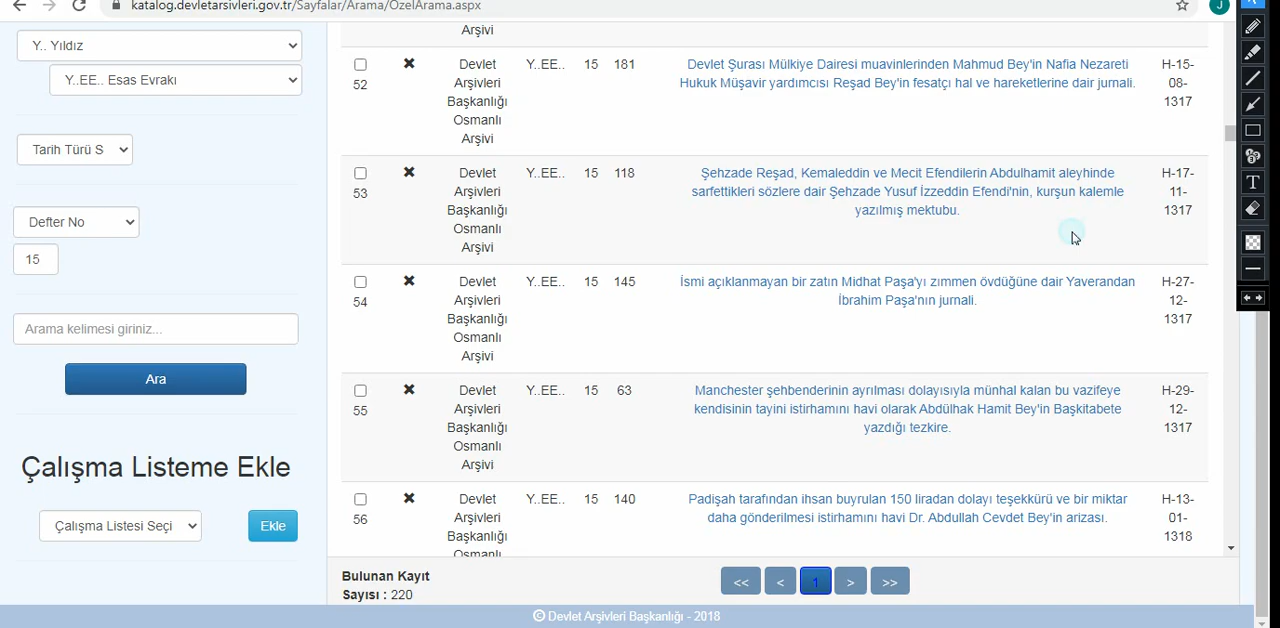 katalog.devletarsivleri.gov.tr/Sayfalar/Arama/OzelArama.aspx
J
Y.. Yıldız
Y..EE.. Esas Evrakı
Tarih Türü S
Defter No
15
Arama kelimesi giriniz...
Ara
Çalışma Listeme Ekle
Çalışma Listesi Seçi
Ekle
Arşivi
52
Devlet
Arşivleri
Başkanlığı
Osmanlı
Arşivi
Y..EE..
15
181
Devlet Şurası Mülkiye Dairesi muavinlerinden Mahmud Bey'in Nafia Nezareti
Hukuk Müşavir yardımcısı Reşad Bey'in fesatçı hal ve hareketlerine dair jurnali.
H-15-
08-
1317
53
Devlet
Arşivleri
Başkanlığı
Osmanlı
Arşivi
Y..EE..
15
118
Şehzade Reşad, Kemaleddin ve Mecit Efendilerin Abdulhamit aleyhinde
sarfettikleri sözlere dair Şehzade Yusuf İzzeddin Efendi'nin, kurşun kalemle
yazılmış mektubu.
H-17-
11-
1317
54
Devlet
Arşivleri
Başkanlığı
Osmanlı
Arşivi
Y..EE..
15
145
İsmi açıklanmayan bir zatın Midhat Paşa'yı zımmen övdüğüne dair Yaverandan
İbrahim Paşa'nın jurnali.
H-27-
12-
1317
55
Devlet
Arşivleri
Başkanlığı
Osmanlı
Arşivi
Y..EE..
15
63
Manchester şehbenderinin ayrılması dolayısıyla münhal kalan bu vazifeye
kendisinin tayini istirhamını havi olarak Abdülhak Hamit Bey'in Başkitabete
yazdığı tezkire.
H-29-
12-
1317
56
Devlet
Arşivleri
Başkanlığı
Osmanlı
Y..EE..
15
140
Padişah tarafından ihsan buyrulan 150 liradan dolayı teşekkürü ve bir miktar
daha gönderilmesi istirhamını havi Dr. Abdullah Cevdet Bey'in arizası.
H-13-
01-
1318
Bulunan Kayıt
Sayısı : 220
<< < 1 > >>
© Devlet Arşivleri Başkanlığı - 2018
T